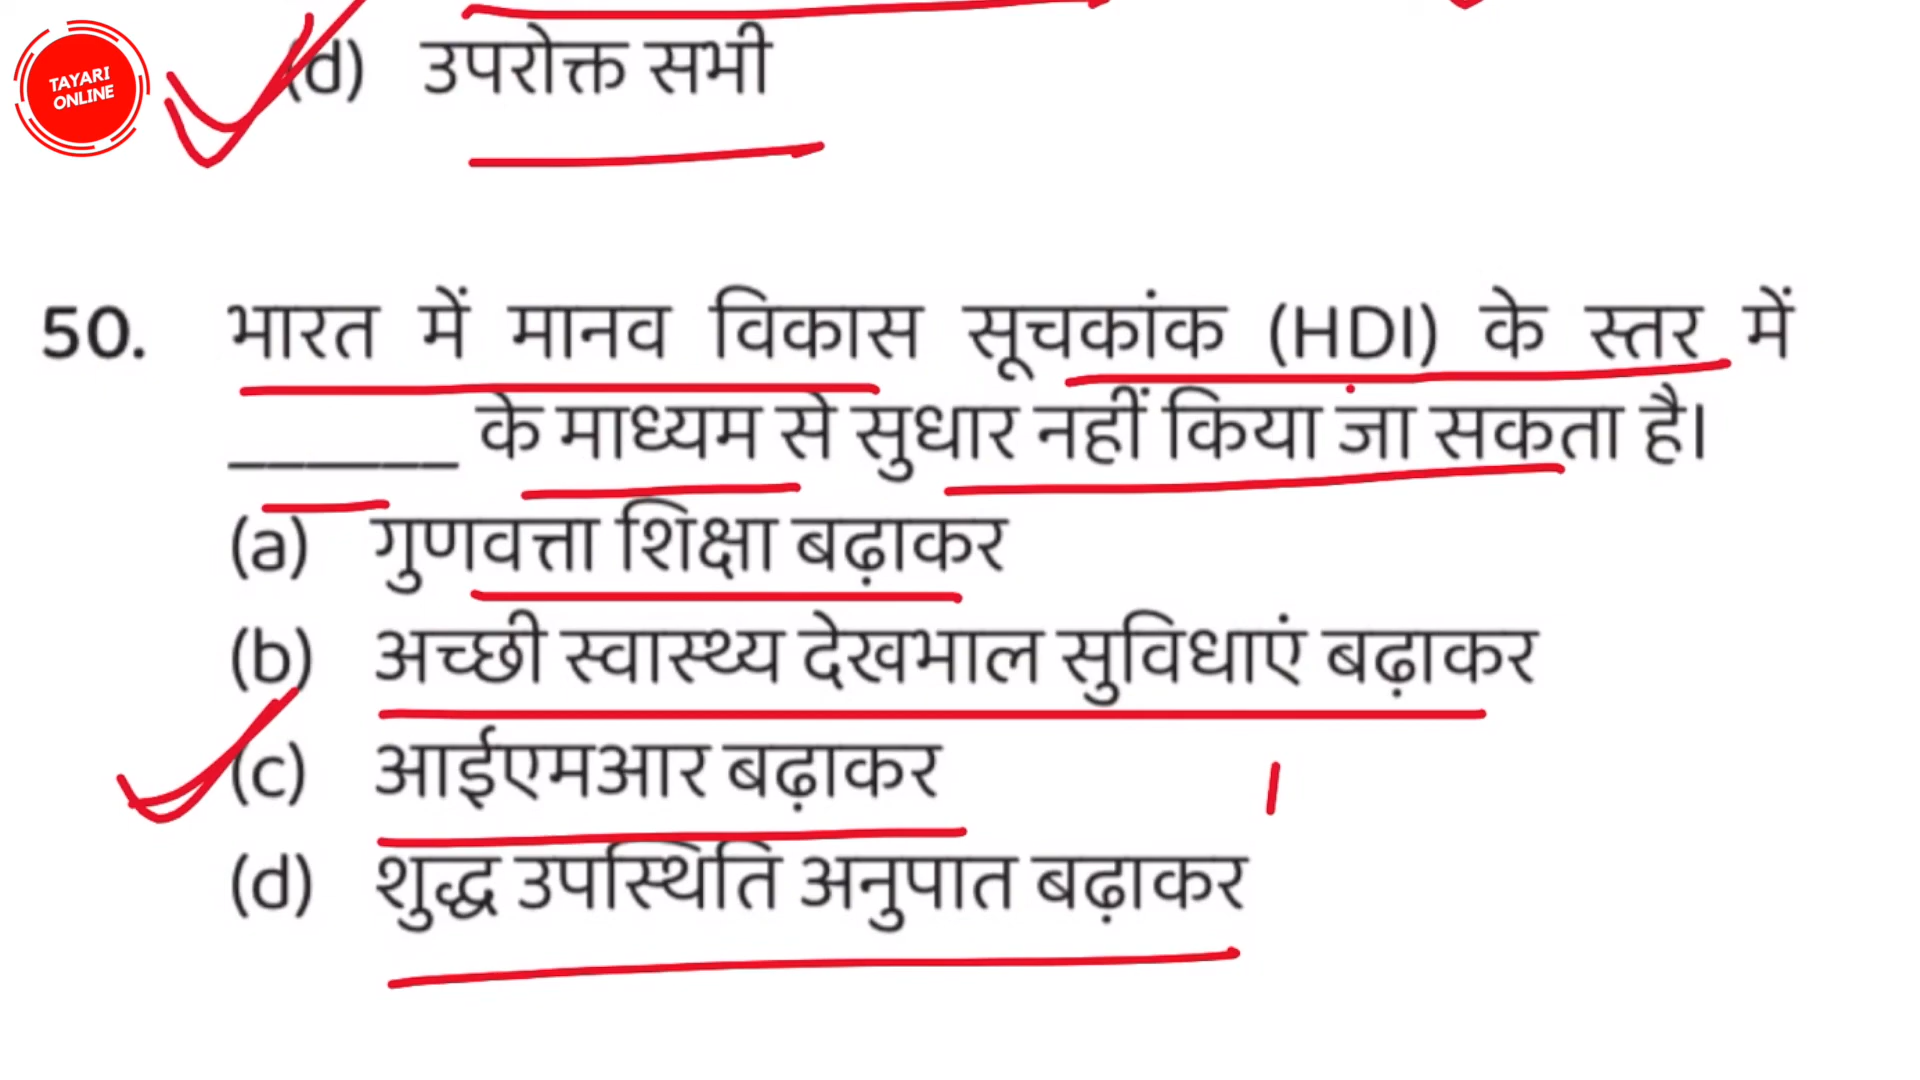 TAYARI
ONLINE
(d) उपरोक्त सभी
50. भारत में मानव विकास सूचकांक (HDI) के स्तर में
______ के माध्यम से सुधार नहीं किया जा सकता है।
(a) गुणवत्ता शिक्षा बढ़ाकर
(b) अच्छी स्वास्थ्य देखभाल सुविधाएं बढ़ाकर
(c) आईएमआर बढ़ाकर
(d) शुद्ध उपस्थिति अनुपात बढ़ाकर